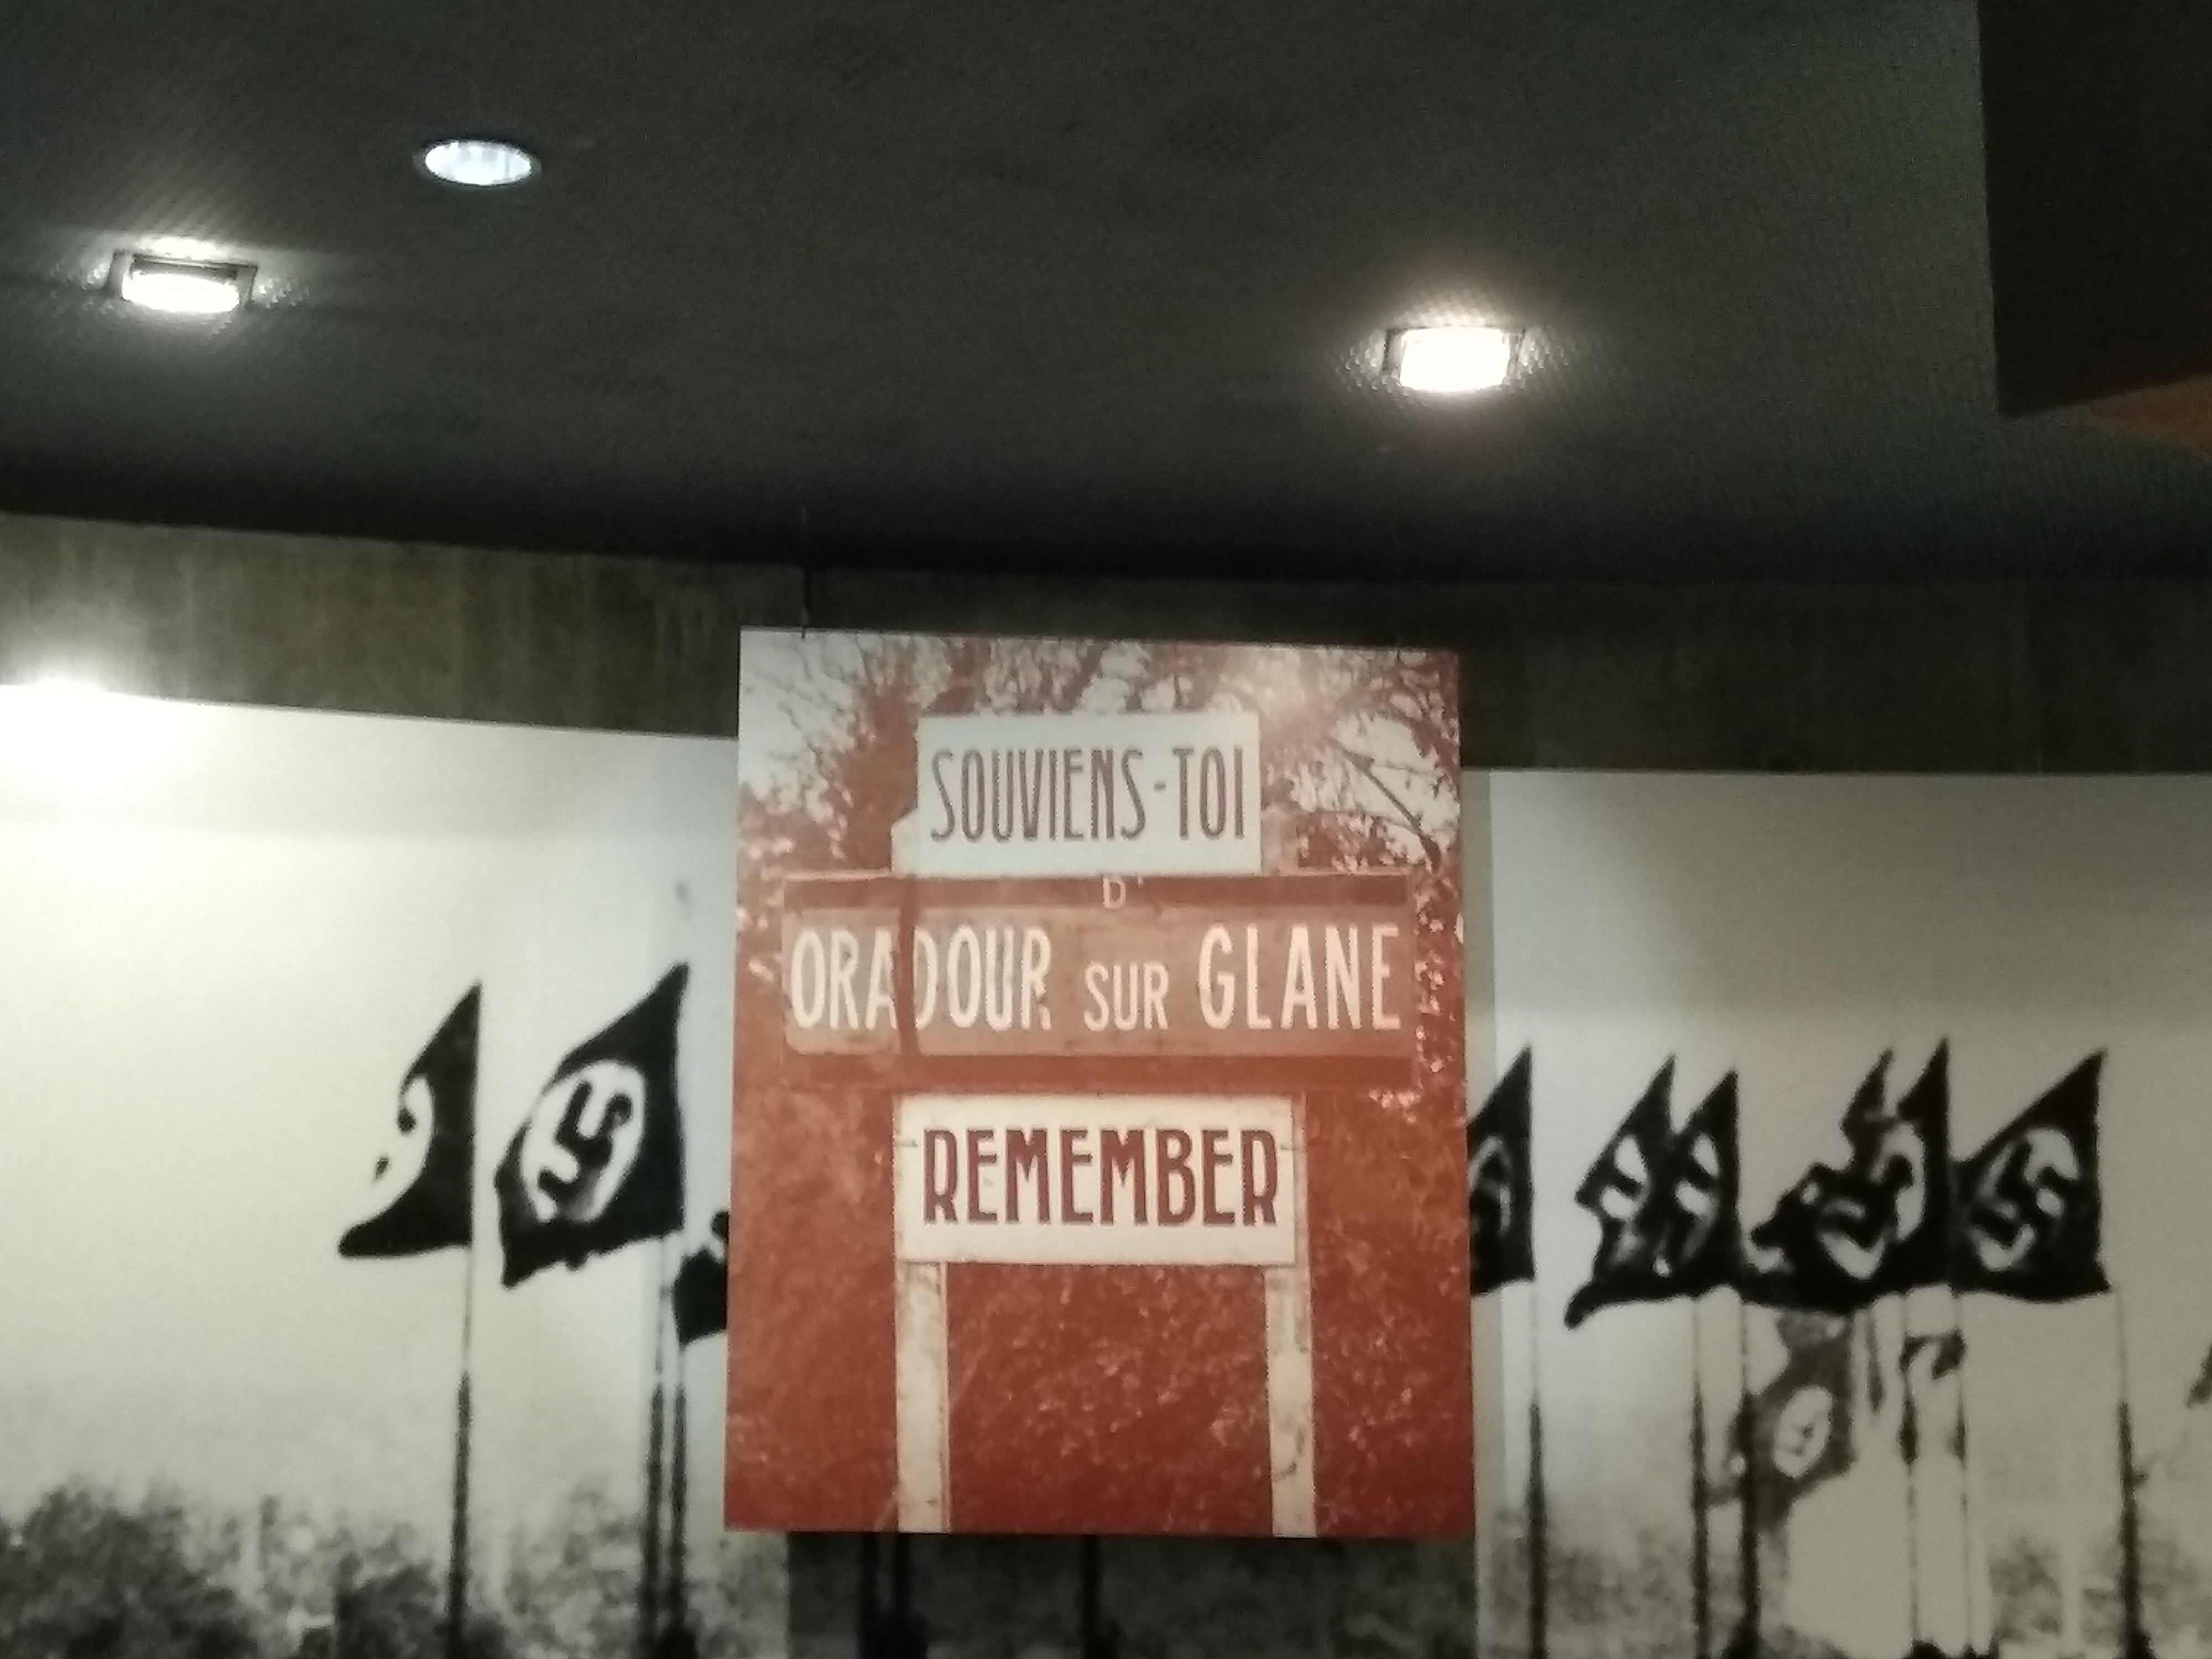 SOUVIENS-TOI
D'
ORADOUR SUR GLANE
REMEMBER